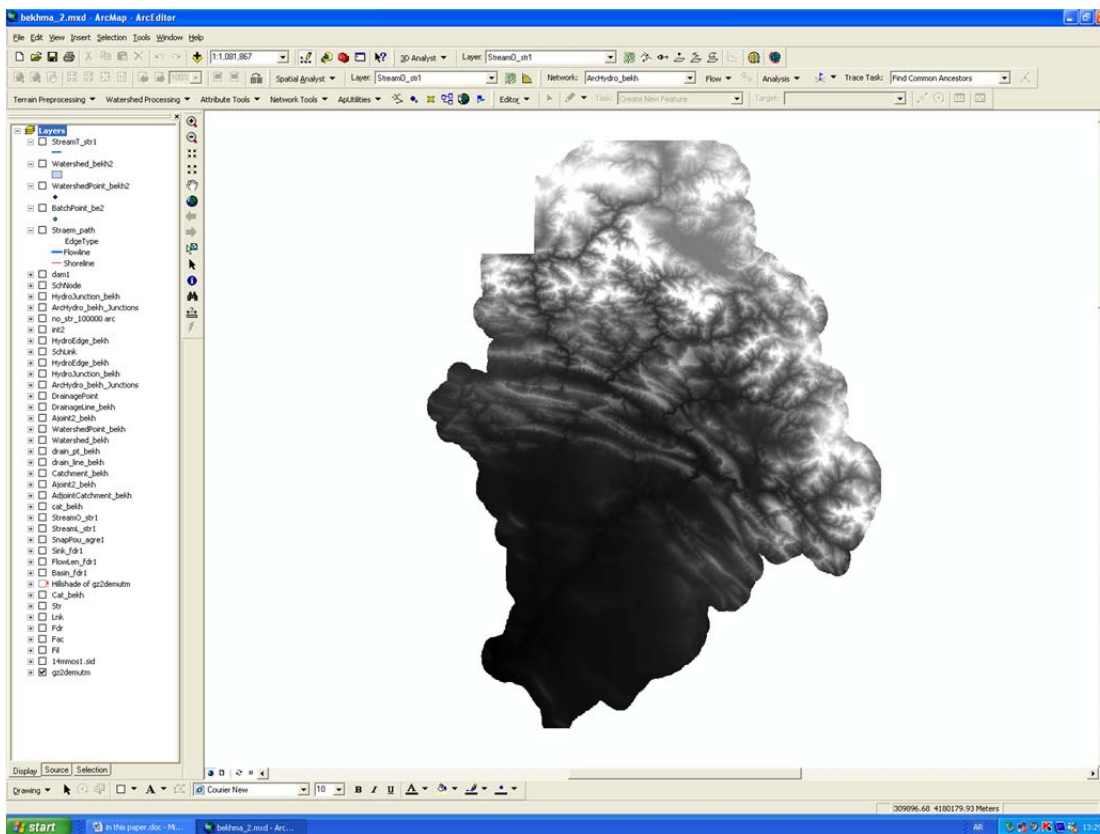 bekhma_2.mxd - ArcMap - ArcEditor
File Edit View Insert Selection Tools Window Help
1:1,081,867 3D Analyst Layer: StreamO_str1
100% Spatial Analyst Layer: StreamO_str1 Network: ArcHydro_bekh Flow Analysis Trace Task: Find Common Ancestors
Terrain Preprocessing Watershed Processing Attribute Tools Network Tools ApUtilities Editor Task: Create New Feature Target:
Layers
StreamT_str1
Watershed_bekh2
WatershedPoint_bekh2
BatchPoint_be2
Straem_path
EdgeType
Flowline
Shoreline
dam1
SchNode
HydroJunction_bekh
ArcHydro_bekh_Junctions
no_str_100000 arc
int2
HydroEdge_bekh
SchLink
HydroEdge_bekh
HydroJunction_bekh
ArcHydro_bekh_Junctions
DrainagePoint
DrainageLine_bekh
Ajoint2_bekh
WatershedPoint_bekh
Watershed_bekh
drain_pt_bekh
drain_line_bekh
Catchment_bekh
Ajoint2_bekh
AdjointCatchment_bekh
cat_bekh
StreamO_str1
StreamL_str1
SnapPou_agre1
Sink_fdr1
FlowLen_fdr1
Basin_fdr1
Hillshade of gz2demutm
Cat_bekh
Str
Lnk
Fdr
Fac
Fil
14mmos1.sid
gz2demutm
Display Source Selection
Drawing A Courier New 10 B I U A
309896.68 4180179.93 Meters
start in this paper.doc - Mi... bekhma_2.mxd - Arc... AR 13:29